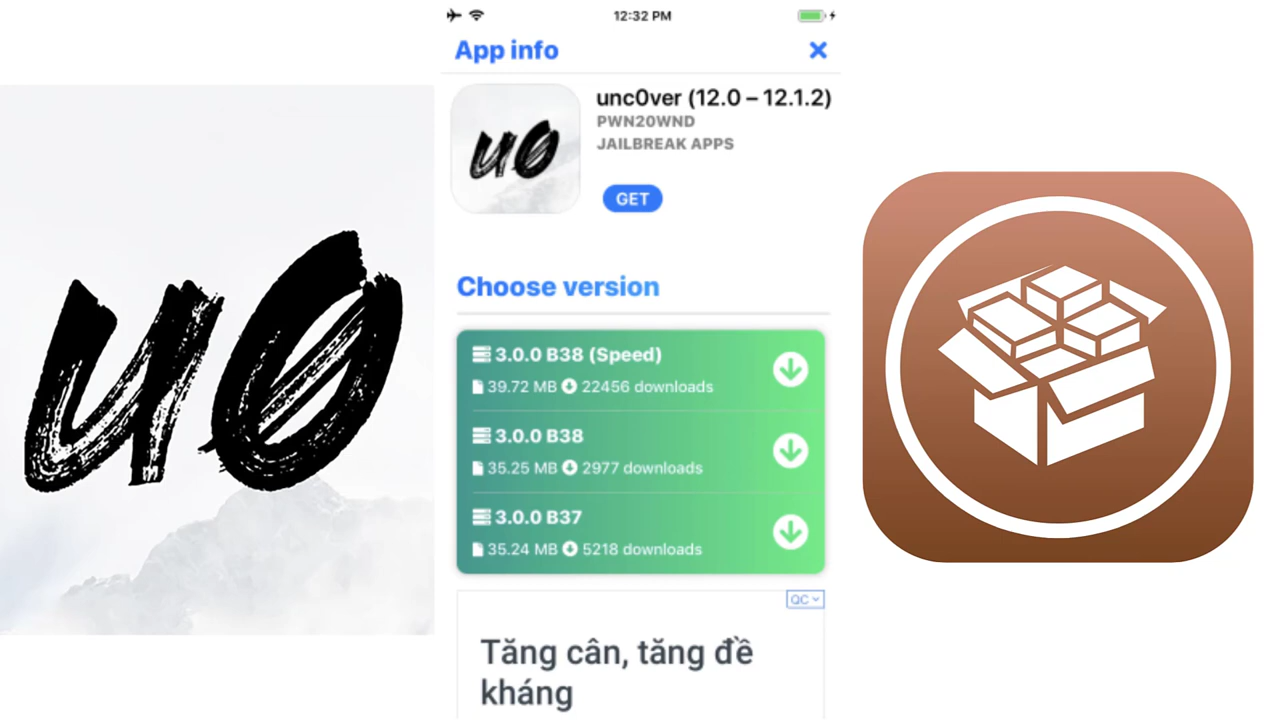 u0
12:32 PM
App info
unc0ver (12.0 – 12.1.2)
PWN20WND
JAILBREAK APPS
u0
GET
Choose version
3.0.0 B38 (Speed)
39.72 MB 22456 downloads
3.0.0 B38
35.25 MB 2977 downloads
3.0.0 B37
35.24 MB 5218 downloads
QC
Tăng cân, tăng đề
kháng